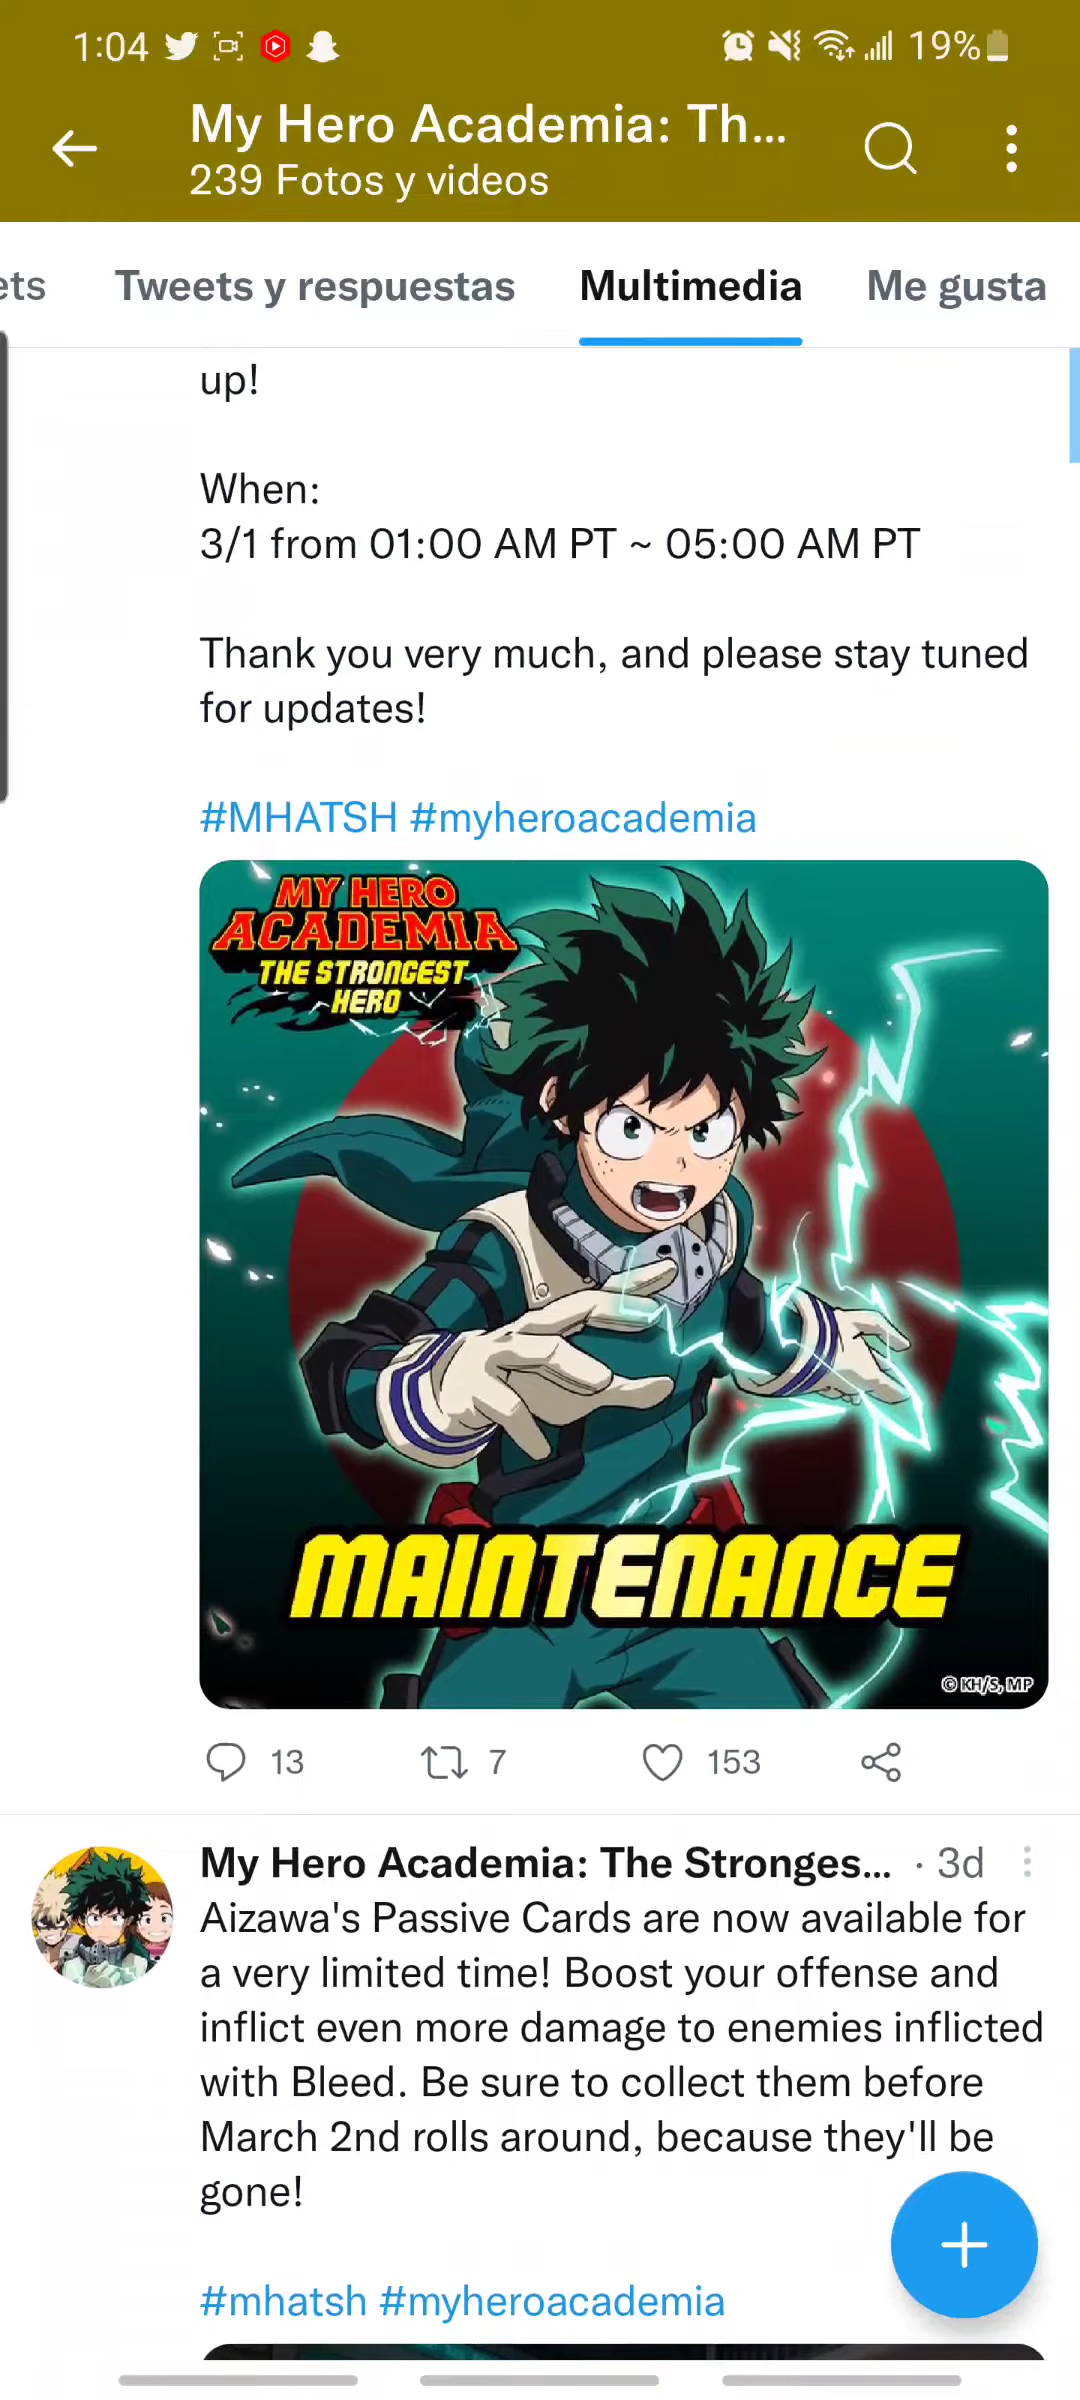 1:04
19%
My Hero Academia: Th...
239 Fotos y videos
ets Tweets y respuestas Multimedia Me gusta
up!
When:
3/1 from 01:00 AM PT ~ 05:00 AM PT
Thank you very much, and please stay tuned
for updates!
#MHATSH #myheroacademia
MY HERO
ACADEMIA
THE STRONGEST
HERO
MAINTENANCE
© KH/S, MP
13 7 153
My Hero Academia: The Stronges... · 3d
Aizawa's Passive Cards are now available for
a very limited time! Boost your offense and
inflict even more damage to enemies inflicted
with Bleed. Be sure to collect them before
March 2nd rolls around, because they'll be
gone!
#mhatsh #myheroacademia